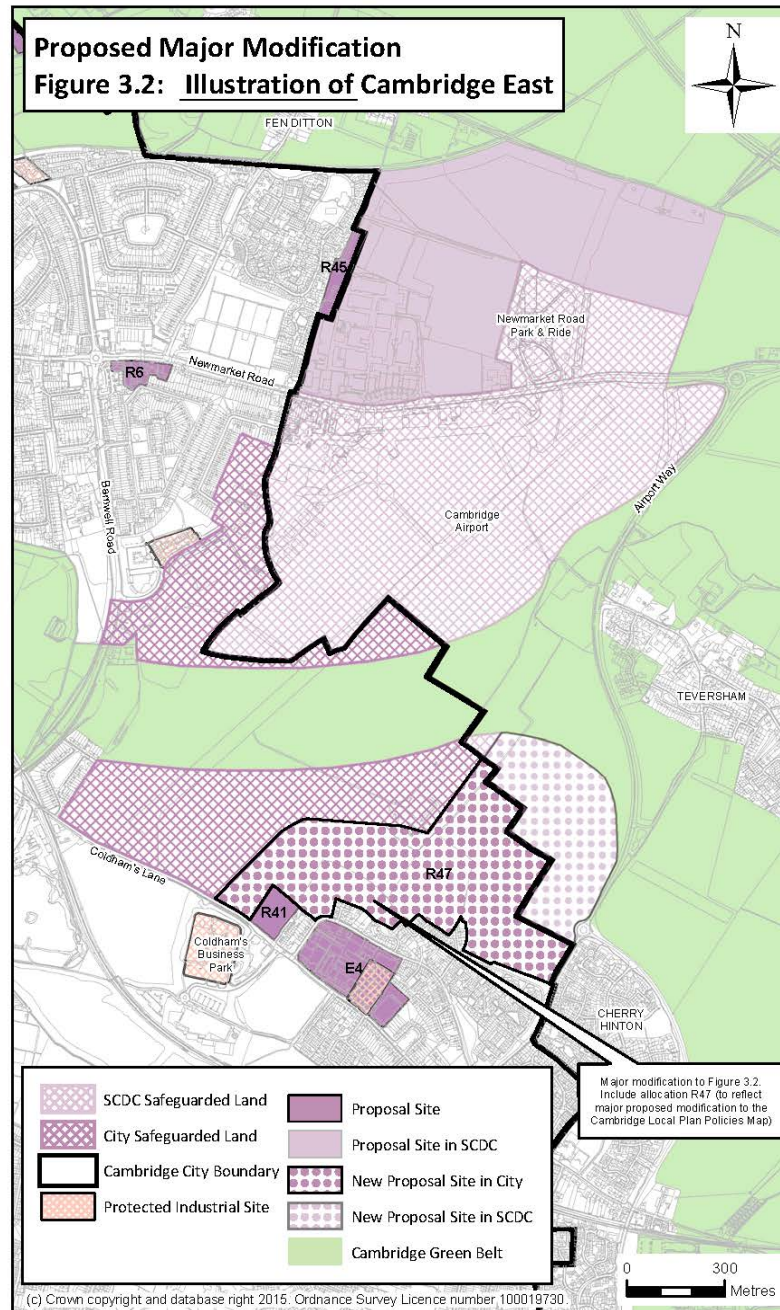 Proposed Major Modification
Figure 3.2: Illustration of Cambridge East
N
FEN DITTON
R45
Newmarket Road
Park & Ride
R6
Newmarket Road
Barnwell Road
Airport Way
Cambridge
Airport
TEVERSHAM
Coldham's Lane
R47
R41
Coldham's
Business
Park
E4
CHERRY
HINTON
Major modification to Figure 3.2.
Include allocation R47 (to reflect
major proposed modification to the
Cambridge Local Plan Policies Map)
SCDC Safeguarded Land
City Safeguarded Land
Cambridge City Boundary
Protected Industrial Site
Proposal Site
Proposal Site in SCDC
New Proposal Site in City
New Proposal Site in SCDC
Cambridge Green Belt
0 300
Metres
(c) Crown copyright and database right 2015. Ordnance Survey Licence number 100019730.